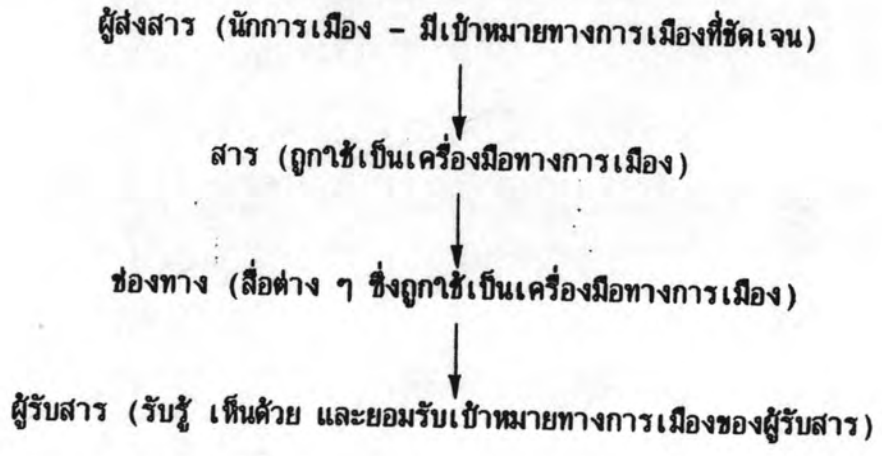 ผู้ส่งสาร (นักการเมือง - มีเป้าหมายทางการเมืองที่ชัดเจน)
สาร (ถูกใช้เป็นเครื่องมือทางการเมือง)
ช่องทาง (สื่อต่าง ๆ ซึ่งถูกใช้เป็นเครื่องมือทางการเมือง)
ผู้รับสาร (รับรู้ เห็นด้วย และยอมรับเป้าหมายทางการเมืองของผู้รับสาร)